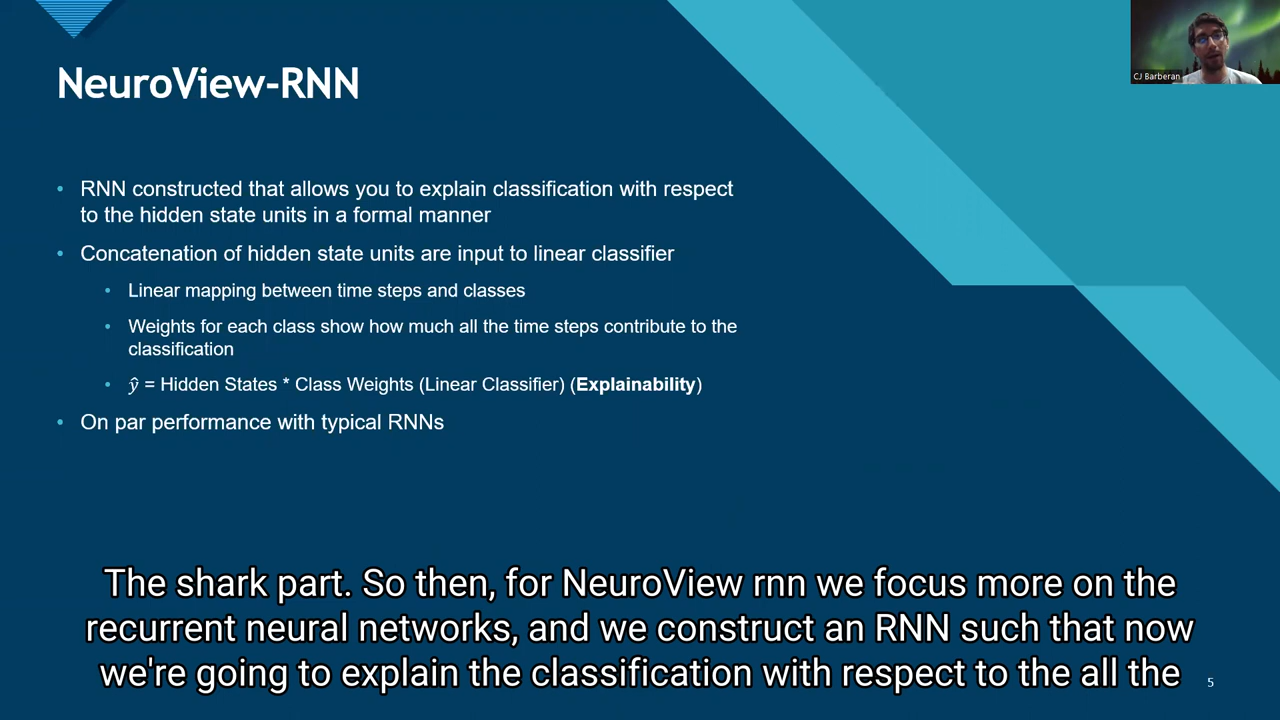 CJ Barberan
NeuroView-RNN
• RNN constructed that allows you to explain classification with respect
to the hidden state units in a formal manner
• Concatenation of hidden state units are input to linear classifier
• Linear mapping between time steps and classes
• Weights for each class show how much all the time steps contribute to the
classification
• ŷ = Hidden States * Class Weights (Linear Classifier) (Explainability)
• On par performance with typical RNNs
The shark part. So then, for NeuroView rnn we focus more on the
recurrent neural networks, and we construct an RNN such that now
we're going to explain the classification with respect to the all the
5